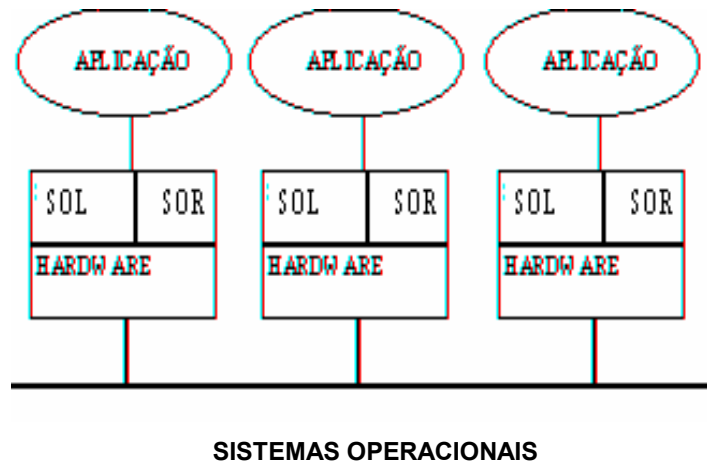 APLICAÇÃO APLICAÇÃO APLICAÇÃO
SOL SOR SOL SOR SOL SOR
HARDWARE HARDWARE HARDWARE
SISTEMAS OPERACIONAIS